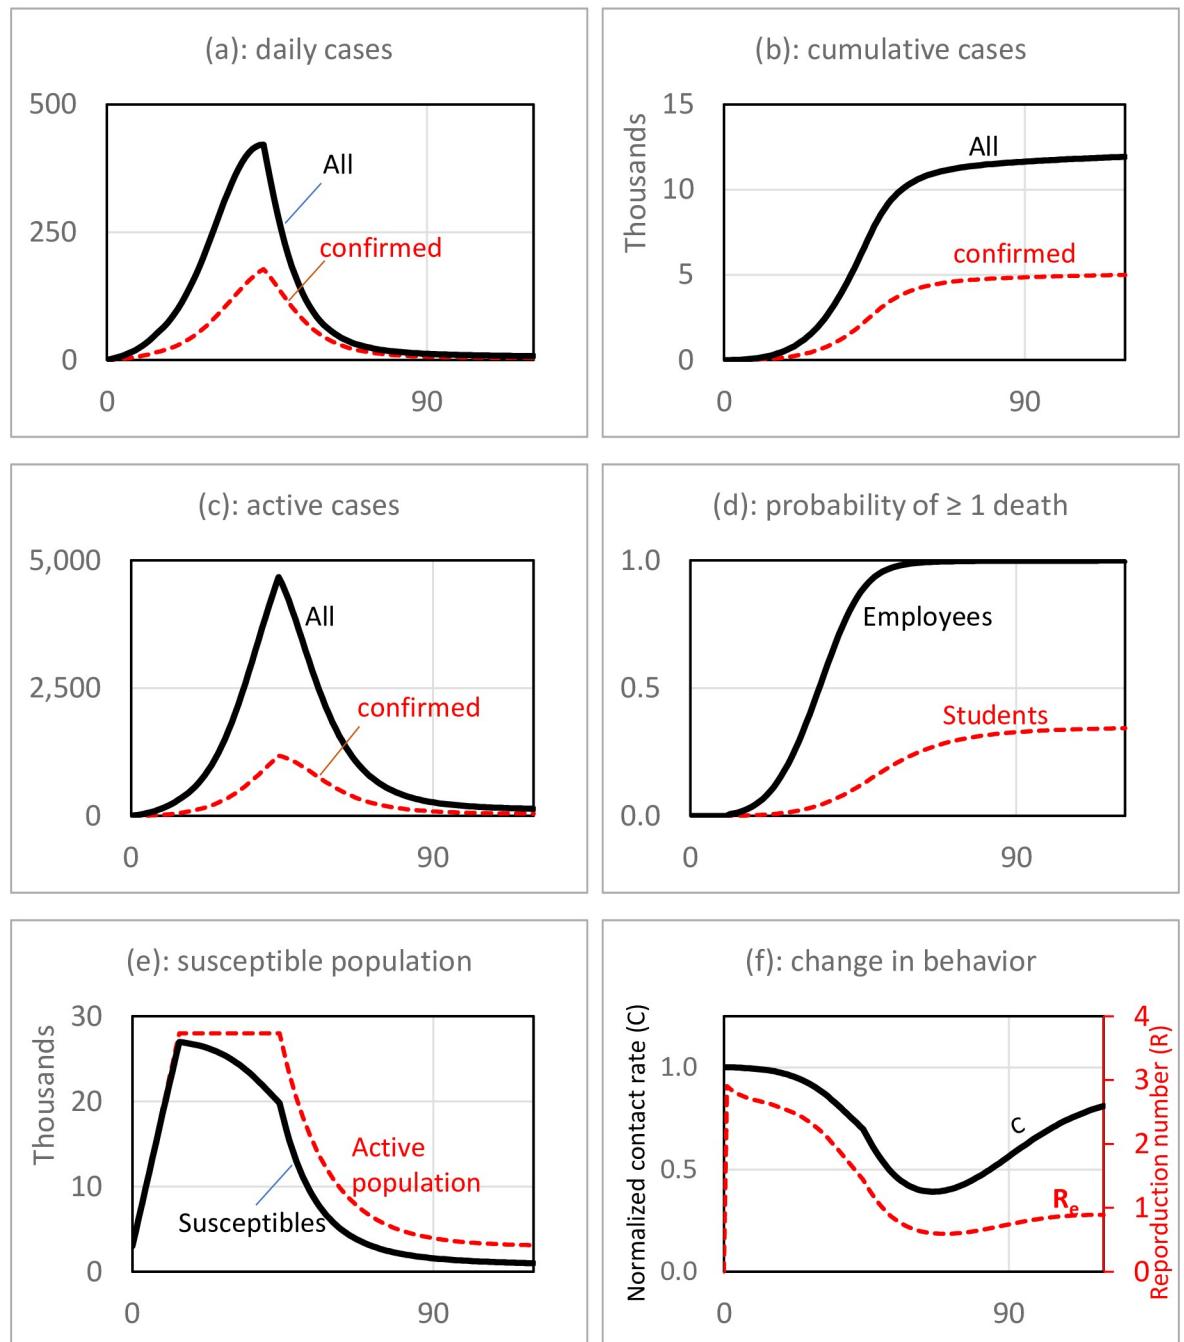 (a): daily cases
500
250
0
0
90
All
confirmed
(b): cumulative cases
Thousands
15
10
5
0
0
90
All
confirmed
(c): active cases
5,000
2,500
0
0
90
All
confirmed
(d): probability of ≥ 1 death
1.0
0.5
0.0
0
90
Employees
Students
(e): susceptible population
Thousands
30
20
10
0
0
90
Active
population
Susceptibles
(f): change in behavior
Normalized contact rate (C)
1.0
0.5
0.0
0
90
C
Re
4
3
2
1
0
Reporoduction number (R)